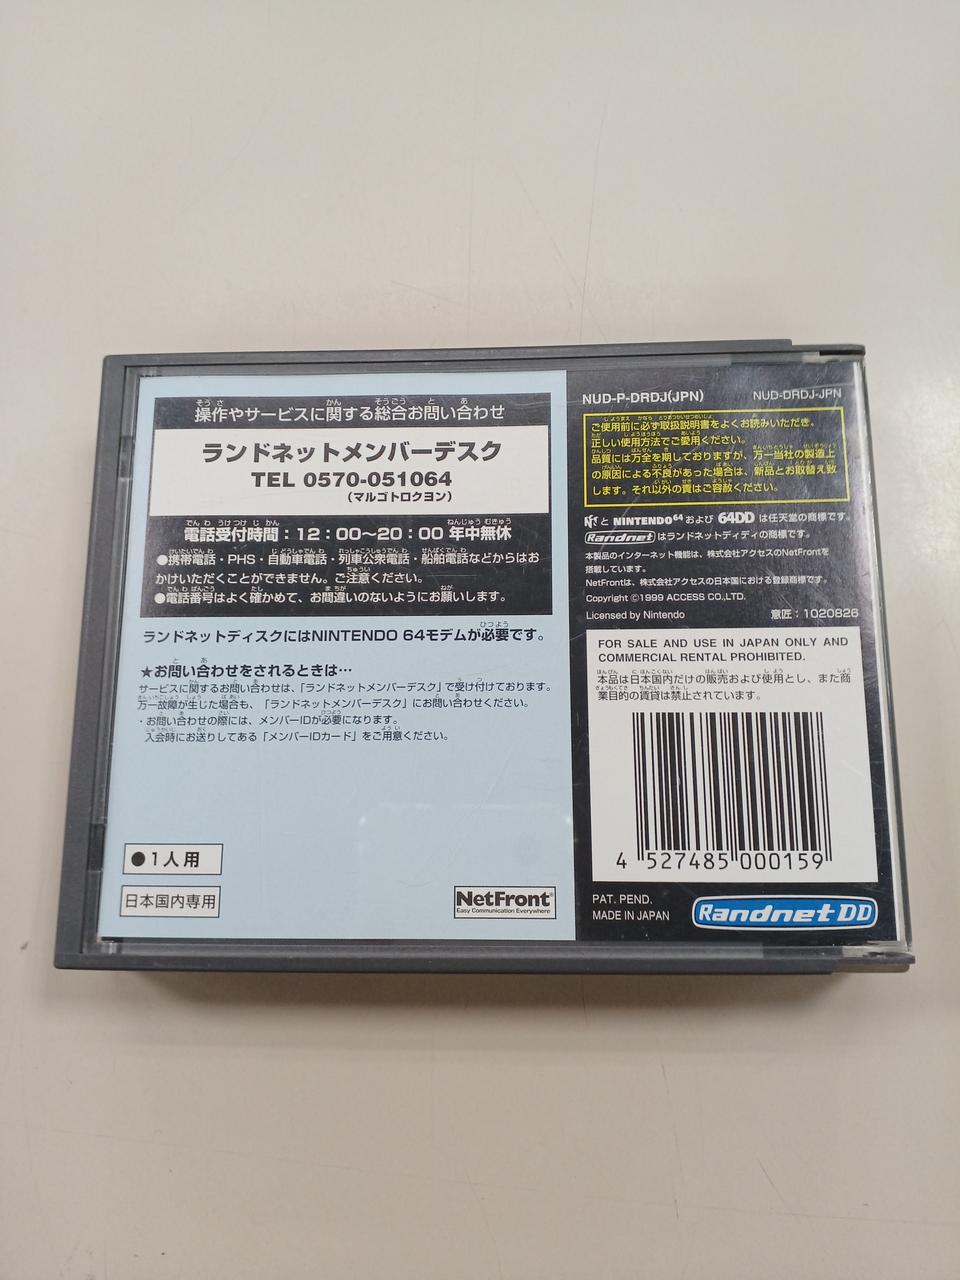 操作やサービスに関する総合お問い合わせ
ランドネットメンバーデスク
TEL 0570-051064
(マルゴトロクヨン)
電話受付時間：12：00〜20：00 年中無休
●携帯電話・PHS・自動車電話・列車公衆電話・船舶電話などからはお
かけいただくことができません。ご注意ください。
●電話番号はよく確かめて、お間違いのないようにお願いします。
ランドネットディスクにはNINTENDO 64モデムが必要です。
★お問い合わせをされるときは…
サービスに関するお問い合わせは、「ランドネットメンバーデスク」で受け付けております。
万一故障が生じた場合も、「ランドネットメンバーデスク」にお問い合わせください。
・お問い合わせの際には、メンバーIDが必要になります。
入会時にお送りしてある「メンバーIDカード」をご用意ください。
●1人用
日本国内専用
NetFront®
Easy Communication Everywhere
NUD-P-DRDJ(JPN) NUD-DRDJ-JPN
ご使用前に必ず取扱説明書をよくお読みいただき、
正しい使用方法でご愛用ください。
品質には万全を期しておりますが、万一当社の製造上
の原因による不良があった場合は、新品とお取替え致
します。それ以外の責はご容赦ください。
と NINTENDO64 および 64DD は任天堂の商標です。
Randnet はランドネットディディの商標です。
本製品のインターネット機能は、株式会社アクセスのNetFrontを
搭載しています。
NetFrontは、株式会社アクセスの日本国における登録商標です。
Copyright ©1999 ACCESS CO.,LTD.
Licensed by Nintendo 意匠：1020826
FOR SALE AND USE IN JAPAN ONLY AND
COMMERCIAL RENTAL PROHIBITED.
本品は日本国内だけの販売および使用とし、また商
業目的の賃貸は禁止されています。
4 527485 000159
PAT. PEND.
MADE IN JAPAN
Randnet DD